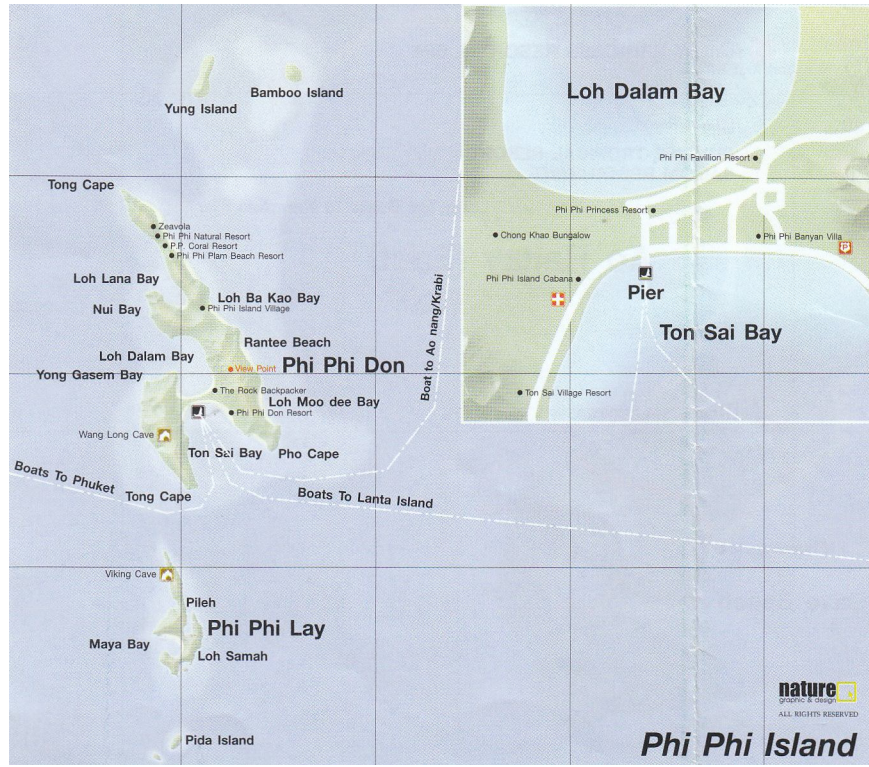 Bamboo Island
Yung Island
Tong Cape
Zeavola
Phi Phi Natural Resort
P.P. Coral Resort
Phi Phi Plam Beach Resort
Loh Lana Bay
Loh Ba Kao Bay
Phi Phi Island Village
Nui Bay
Rantee Beach
Loh Dalam Bay
View Point
Phi Phi Don
Yong Gasem Bay
The Rock Backpacker
Loh Moo dee Bay
Phi Phi Don Resort
Wang Long Cave
Ton Sai Bay
Pho Cape
Boats To Phuket
Tong Cape
Boats To Lanta Island
Boat to Ao nang/Krabi
Viking Cave
Pileh
Phi Phi Lay
Maya Bay
Loh Samah
Pida Island
Loh Dalam Bay
Phi Phi Pavillion Resort
Phi Phi Princess Resort
Chong Khao Bungalow
Phi Phi Banyan Villa
P
Phi Phi Island Cabana
Pier
Ton Sai Bay
Ton Sai Village Resort
nature
graphic & design
ALL RIGHTS RESERVED
Phi Phi Island